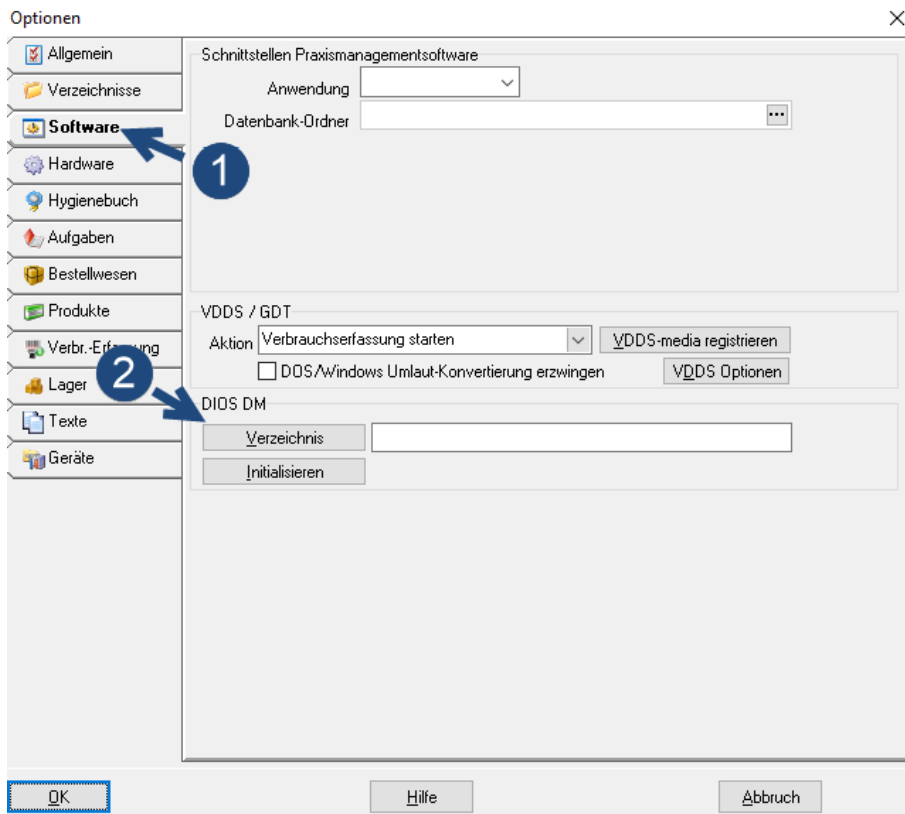 Optionen
Allgemein
Verzeichnisse
Software
Hardware
Hygienebuch
Aufgaben
Bestellwesen
Produkte
Verbr.-Erfassung
Lager
Texte
Geräte
1
2
Schnittstellen Praxismanagementsoftware
Anwendung
Datenbank-Ordner
...
VDDS / GDT
Aktion Verbrauchserfassung starten VDDS-media registrieren
DOS/Windows Umlaut-Konvertierung erzwingen VDDS Optionen
DIOS DM
Verzeichnis
Initialisieren
OK Hilfe Abbruch